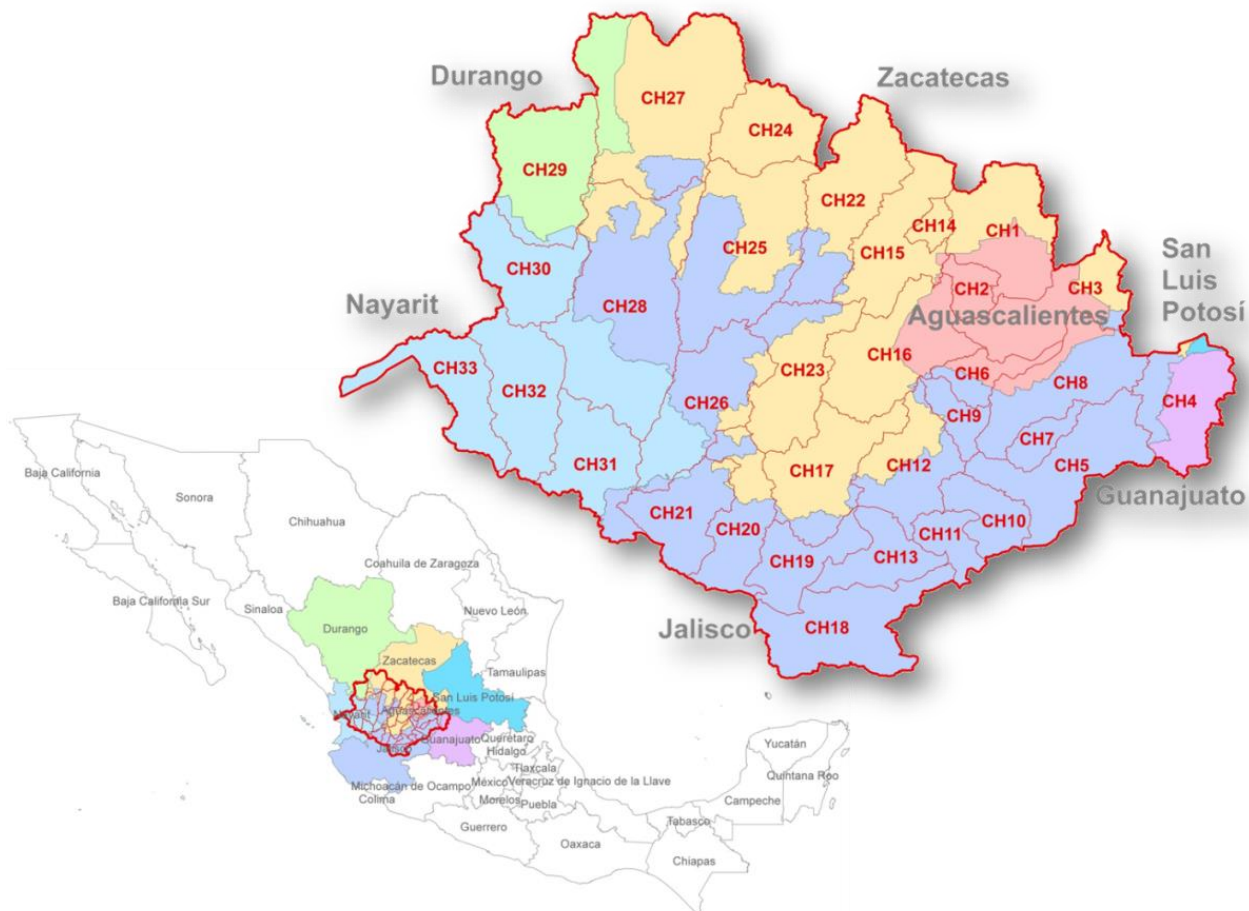 Durango
Zacatecas
CH27
CH24
CH29
CH22
CH14
CH1
CH25
CH15
San
Luis
Potosí
CH30
CH2
CH3
Nayarit
CH28
Aguascalientes
CH33
CH23
CH16
CH32
CH6
CH8
CH4
CH26
CH9
CH7
CH31
CH17
CH12
CH5
Guanajuato
CH21
CH20
CH10
CH11
CH19
CH13
Jalisco
CH18
Baja California
Sonora
Chihuahua
Coahuila de Zaragoza
Baja California Sur
Sinaloa
Nuevo León
Durango
Zacatecas
Tamaulipas
San Luis Potosí
Nayarit
Aguascalientes
Guanajuato
Querétaro
Hidalgo
Jalisco
Yucatán
Tlaxcala
Quintana Roo
Michoacán de Ocampo
México
Veracruz de Ignacio de la Llave
Colima
Morelos
Puebla
Campeche
Tabasco
Guerrero
Oaxaca
Chiapas